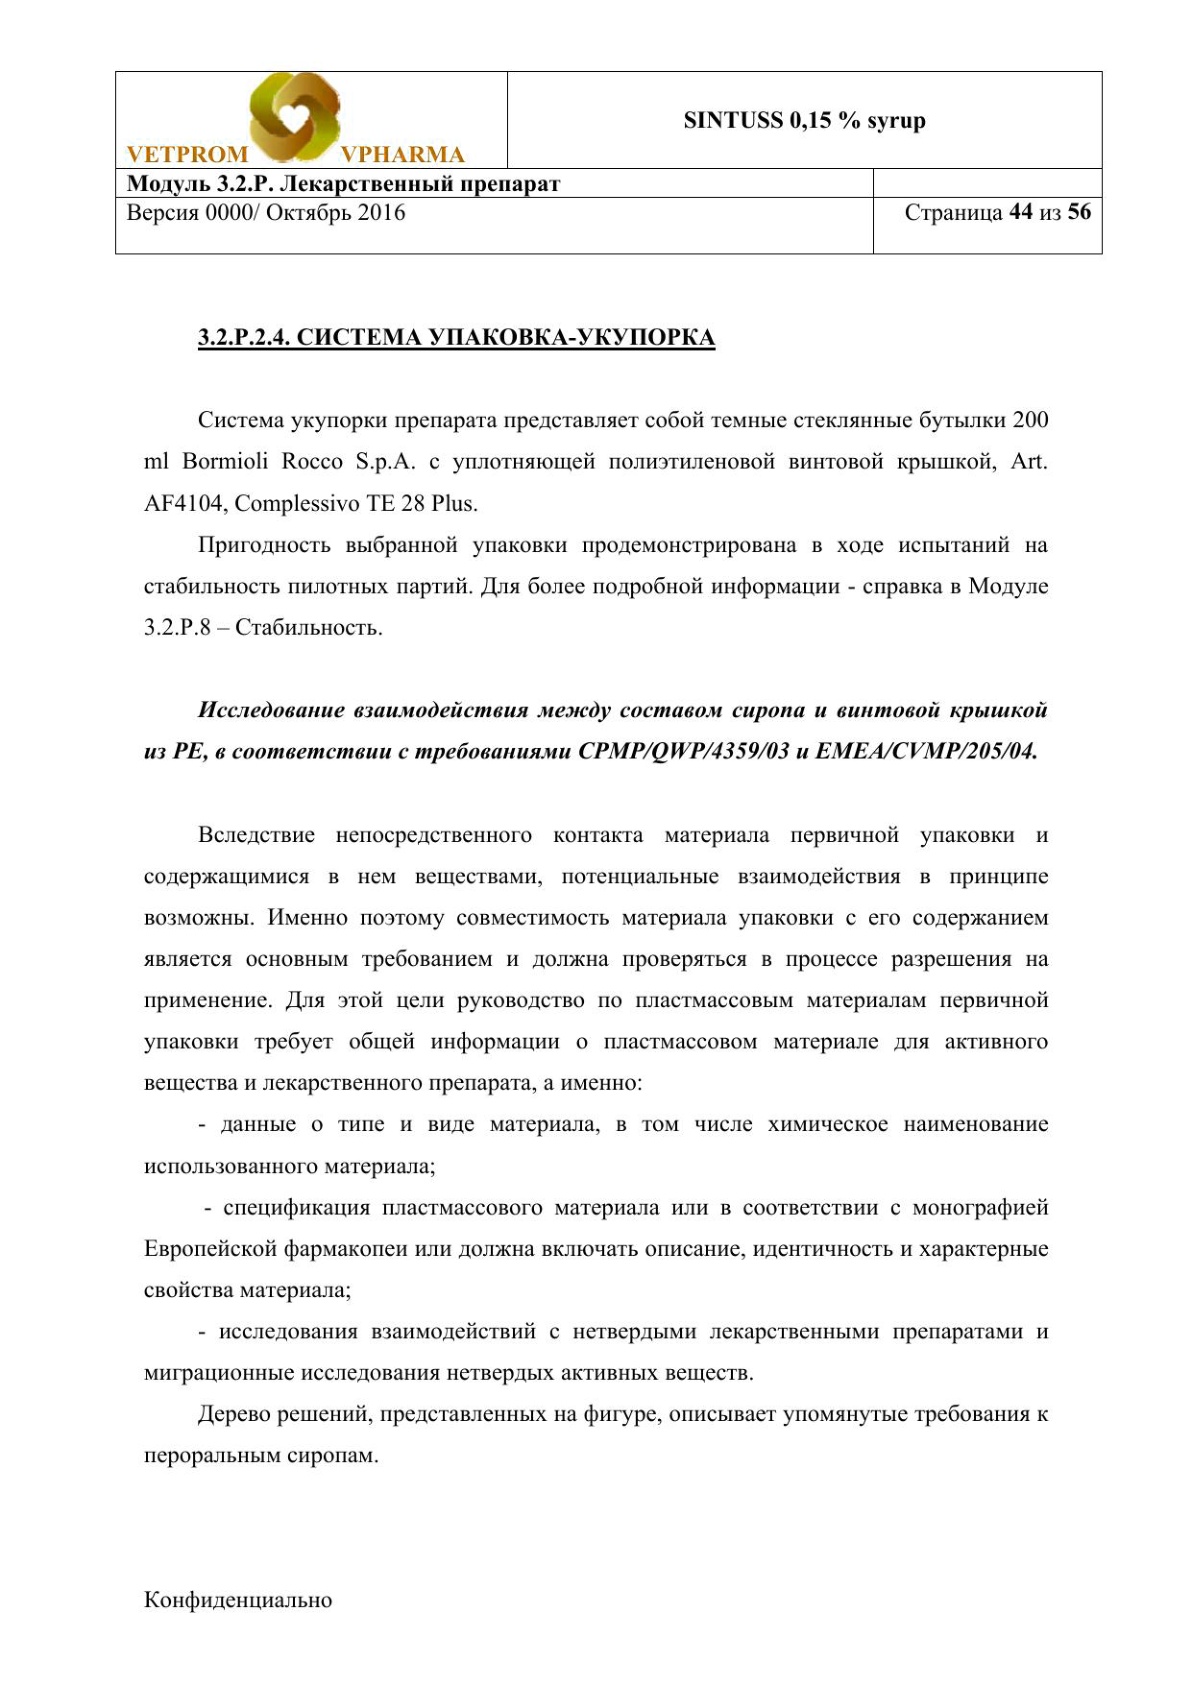 VETPROM VPHARMA
SINTUSS 0,15 % syrup
Модуль 3.2.Р. Лекарственный препарат
Версия 0000/ Октябрь 2016
Страница 44 из 56
3.2.Р.2.4. СИСТЕМА УПАКОВКА-УКУПОРКА
Система укупорки препарата представляет собой темные стеклянные бутылки 200
ml Bormioli Rocco S.p.A. с уплотняющей полиэтиленовой винтовой крышкой, Art.
AF4104, Complessivo TE 28 Plus.
Пригодность выбранной упаковки продемонстрирована в ходе испытаний на
стабильность пилотных партий. Для более подробной информации - справка в Модуле
3.2.Р.8 – Стабильность.
Исследование взаимодействия между составом сиропа и винтовой крышкой
из PE, в соответствии с требованиями CPMP/QWP/4359/03 и EMEA/CVMP/205/04.
Вследствие непосредственного контакта материала первичной упаковки и
содержащимися в нем веществами, потенциальные взаимодействия в принципе
возможны. Именно поэтому совместимость материала упаковки с его содержанием
является основным требованием и должна проверяться в процессе разрешения на
применение. Для этой цели руководство по пластмассовым материалам первичной
упаковки требует общей информации о пластмассовом материале для активного
вещества и лекарственного препарата, а именно:
- данные о типе и виде материала, в том числе химическое наименование
использованного материала;
- спецификация пластмассового материала или в соответствии с монографией
Европейской фармакопеи или должна включать описание, идентичность и характерные
свойства материала;
- исследования взаимодействий с нетвердыми лекарственными препаратами и
миграционные исследования нетвердых активных веществ.
Дерево решений, представленных на фигуре, описывает упомянутые требования к
пероральным сиропам.
Конфиденциально